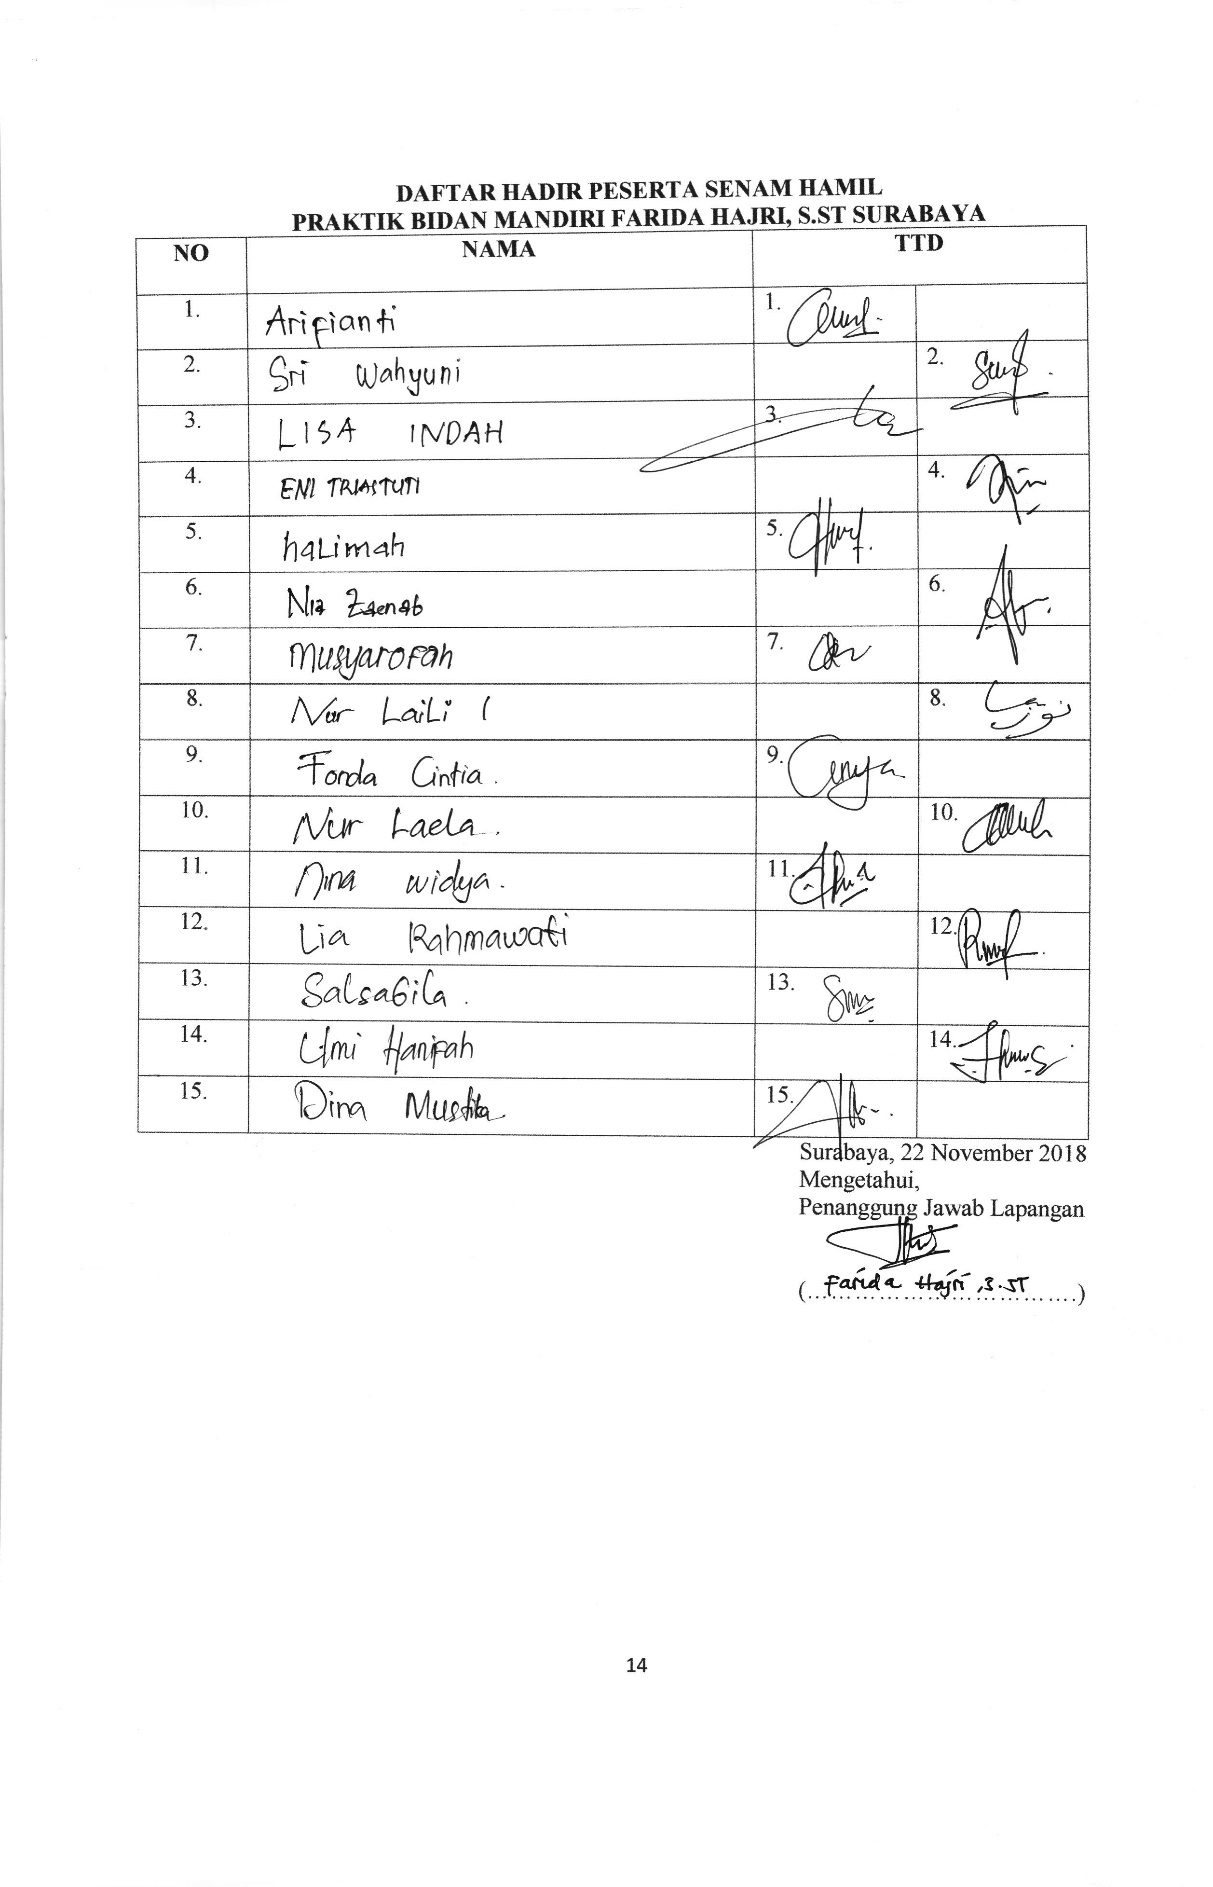 DAFTAR HADIR PESERTA SENAM HAMIL
PRAKTIK BIDAN MANDIRI FARIDA HAJRI, S.ST SURABAYA
NO NAMA TTD
1. Arifianti 1.
2. Sri Wahyuni 2.
3. LISA INDAH 3.
4. ENI TRIASTUTI 4.
5. haLimah 5.
6. Nia Zaenab 6.
7. Musyarofah 7.
8. Nur LaiLi I 8.
9. Fonda Cintia. 9.
10. Nur Laela. 10.
11. Nina widya. 11.
12. Lia Rahmawati 12.
13. Salsabila. 13.
14. Umi Hanifah 14.
15. Dina Mustika 15.
Surabaya, 22 November 2018
Mengetahui,
Penanggung Jawab Lapangan
(Farida Hajri, S.ST)
14